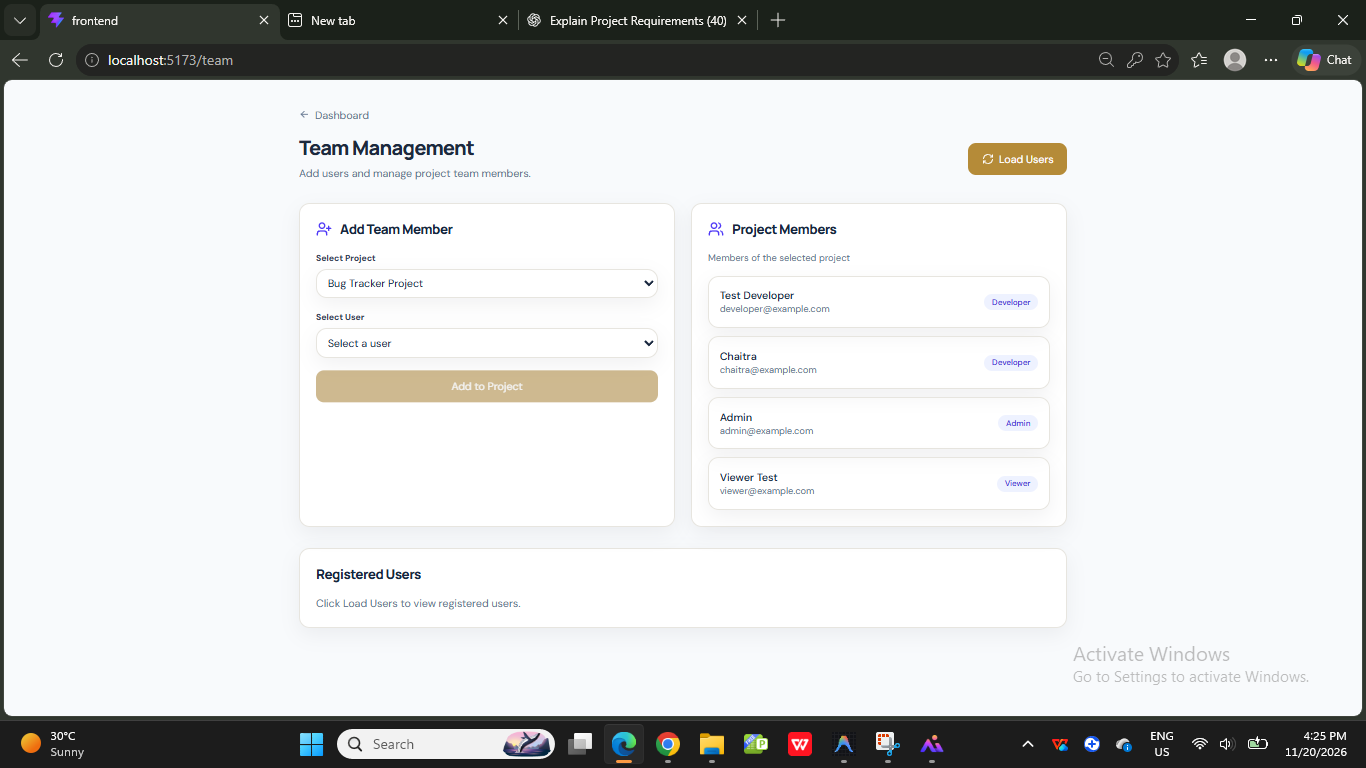 frontend
New tab
Explain Project Requirements (40)
localhost:5173/team
Chat
Dashboard
Team Management
Add users and manage project team members.
Load Users
Add Team Member
Select Project
Bug Tracker Project
Select User
Select a user
Add to Project
Project Members
Members of the selected project
Test Developer
developer@example.com
Developer
Chaitra
chaitra@example.com
Developer
Admin
admin@example.com
Admin
Viewer Test
viewer@example.com
Viewer
Registered Users
Click Load Users to view registered users.
Activate Windows
Go to Settings to activate Windows.
30°C
Sunny
Search
ENG
US
4:25 PM
11/20/2026